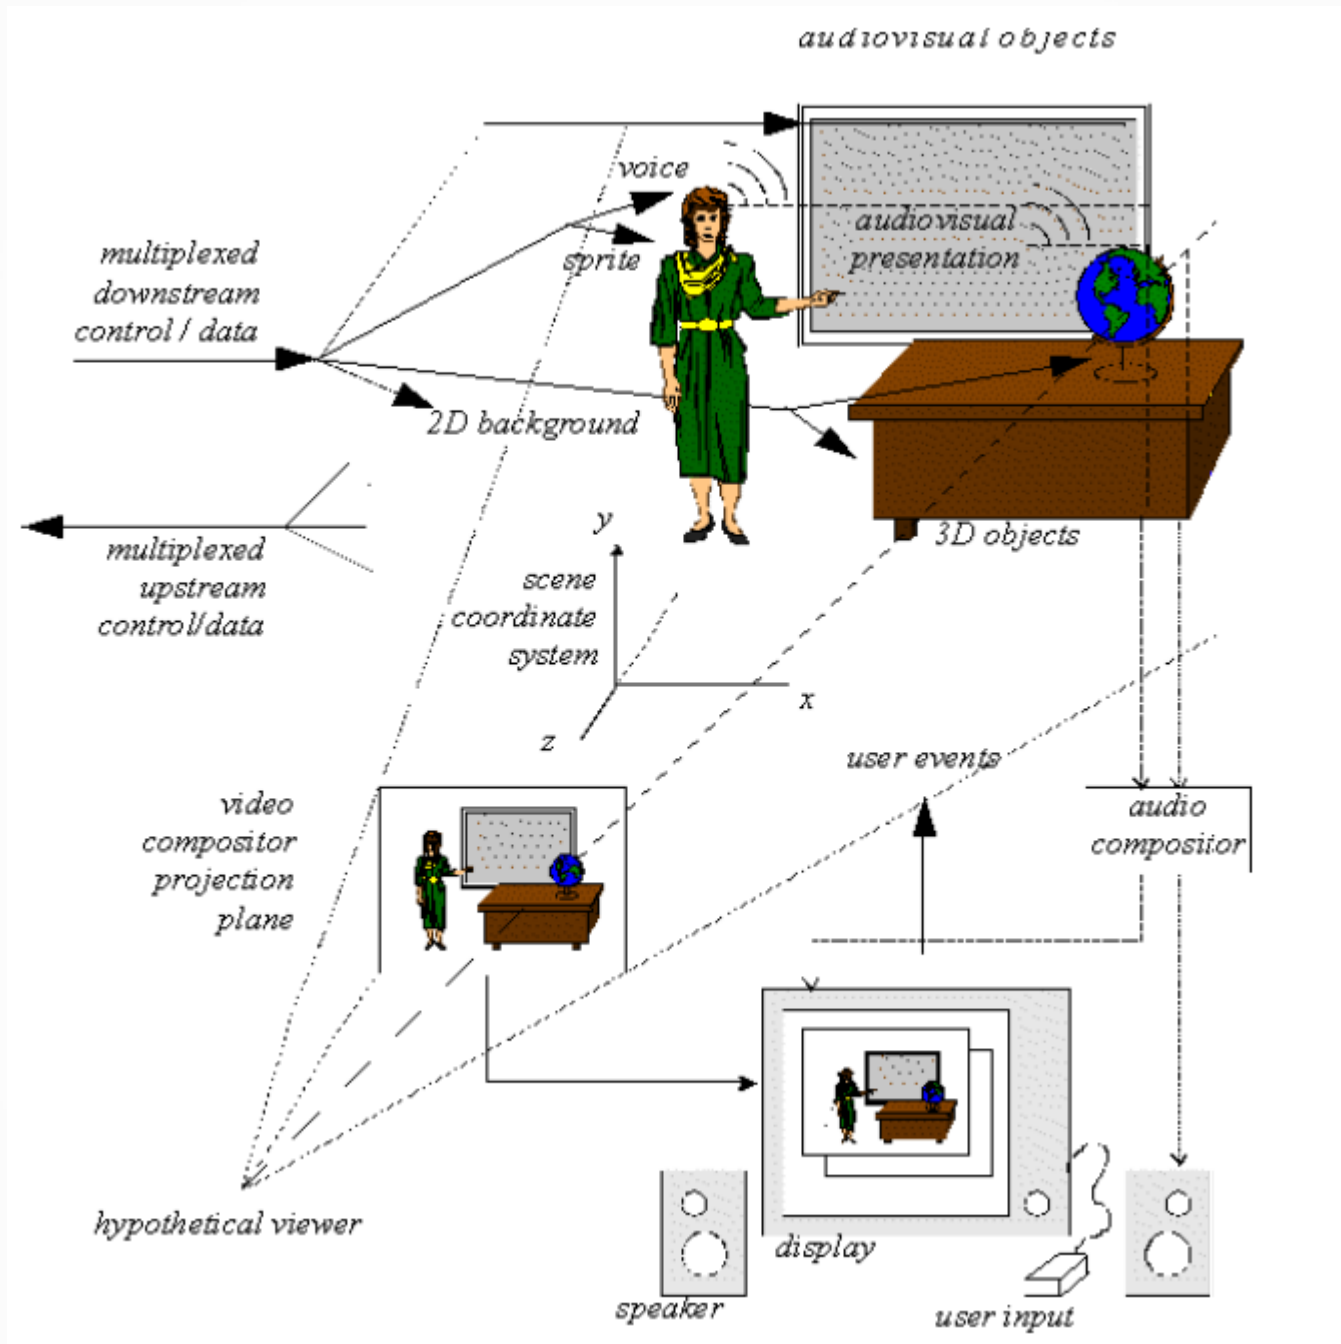 audiovisual objects
voice
sprite
audiovisual
presentation
multiplexed
downstream
control / data
2D background
3D objects
multiplexed
upstream
control/data
y
scene
coordinate
system
x
z
user events
video
compositor
projection
plane
audio
compositor
hypothetical viewer
display
speaker
user input